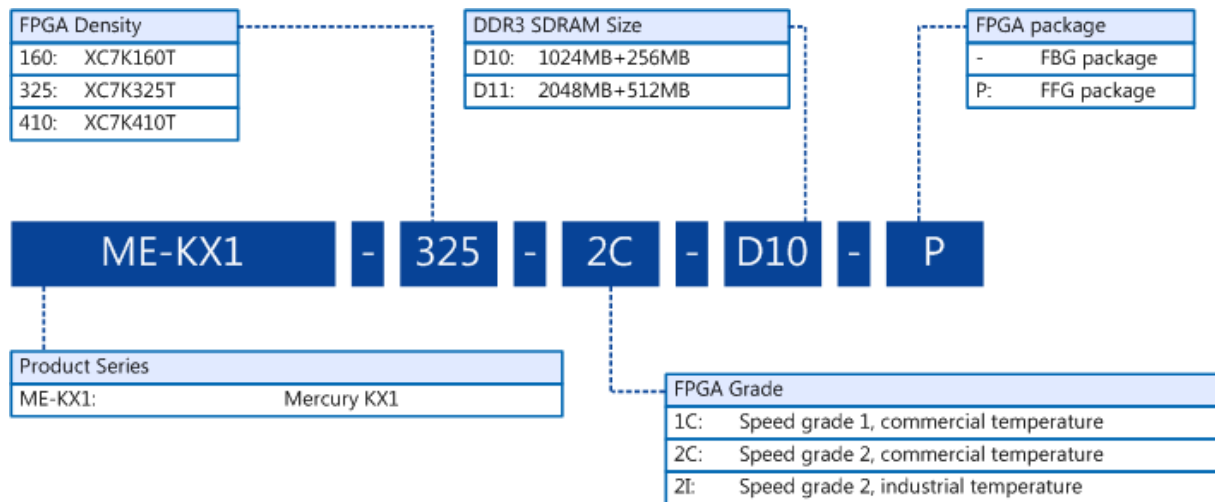 FPGA Density
160: XC7K160T
325: XC7K325T
410: XC7K410T
DDR3 SDRAM Size
D10: 1024MB+256MB
D11: 2048MB+512MB
FPGA package
- FBG package
P: FFG package
ME-KX1 - 325 - 2C - D10 - P
Product Series
ME-KX1: Mercury KX1
FPGA Grade
1C: Speed grade 1, commercial temperature
2C: Speed grade 2, commercial temperature
2I: Speed grade 2, industrial temperature